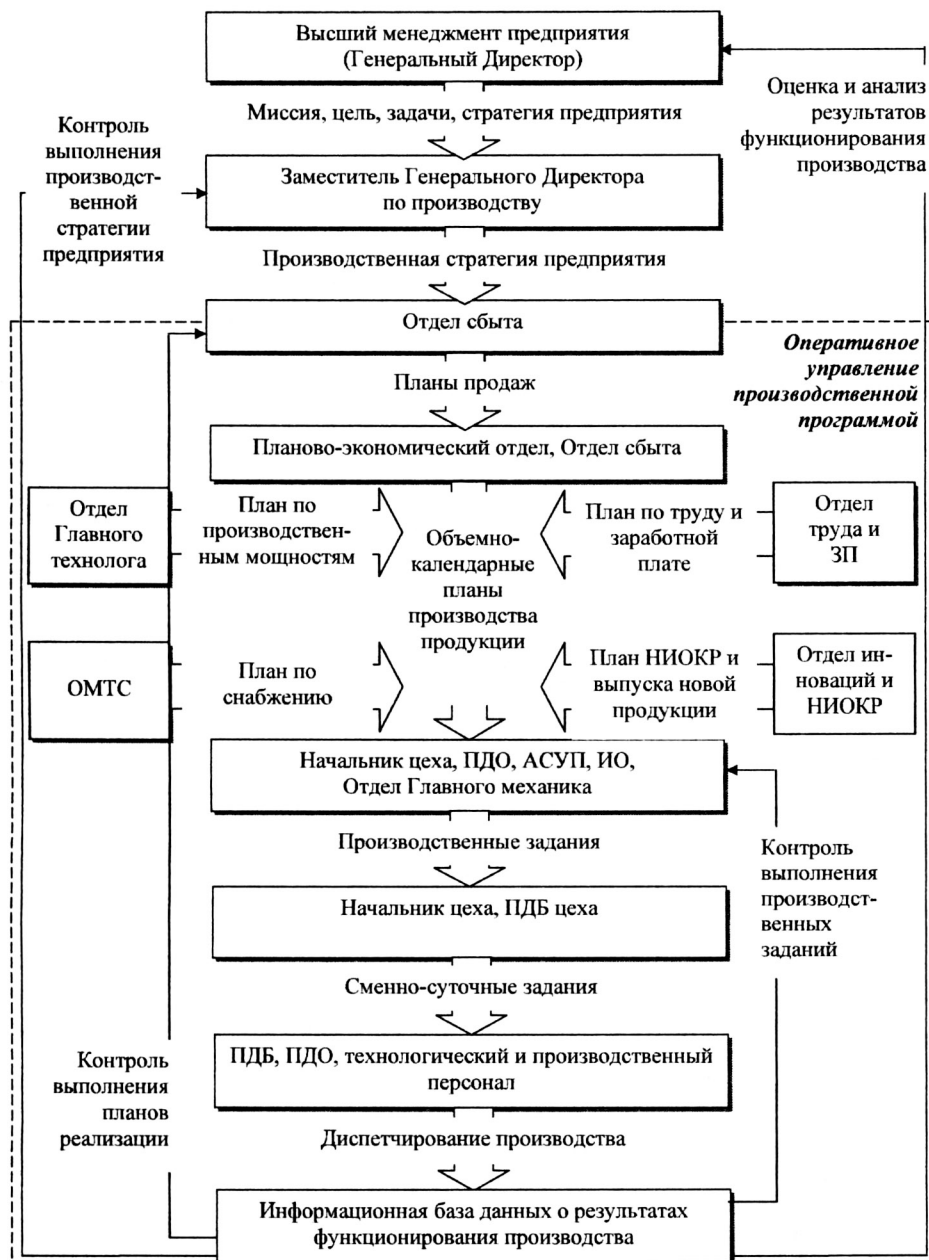 Высший менеджмент предприятия
(Генеральный Директор)
Оценка и анализ
результатов
функционирования
производства
Миссия, цель, задачи, стратегия предприятия
Контроль
выполнения
производст-
венной
стратегии
предприятия
Заместитель Генерального Директора
по производству
Производственная стратегия предприятия
Отдел сбыта
Оперативное
управление
производственной
программой
Планы продаж
Планово-экономический отдел, Отдел сбыта
Отдел
Главного
технолога
План по
производствен-
ным мощностям
Объемно-
календарные
планы
производства
продукции
План по труду и
заработной
плате
Отдел
труда и
ЗП
ОМТС
План по
снабжению
План НИОКР и
выпуска новой
продукции
Отдел ин-
новаций и
НИОКР
Начальник цеха, ПДО, АСУП, ИО,
Отдел Главного механика
Производственные задания
Контроль
выполнения
производст-
венных
заданий
Начальник цеха, ПДБ цеха
Сменно-суточные задания
ПДБ, ПДО, технологический и производственный
персонал
Контроль
выполнения
планов
реализации
Диспетчирование производства
Информационная база данных о результатах
функционирования производства